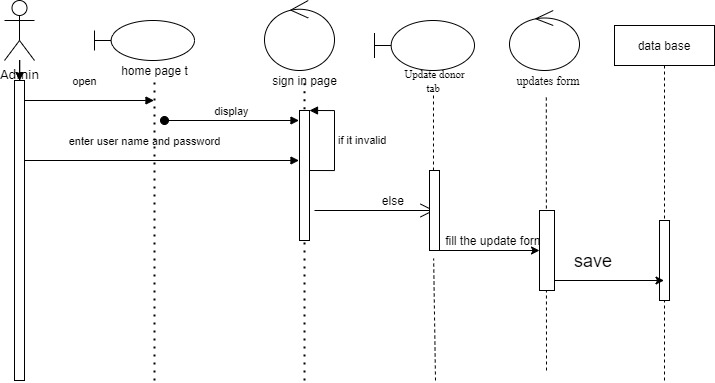 Admin
home page t
sign in page
Update donor
tab
updates form
data base
open
display
enter user name and password
if it invalid
else
fill the update form
save